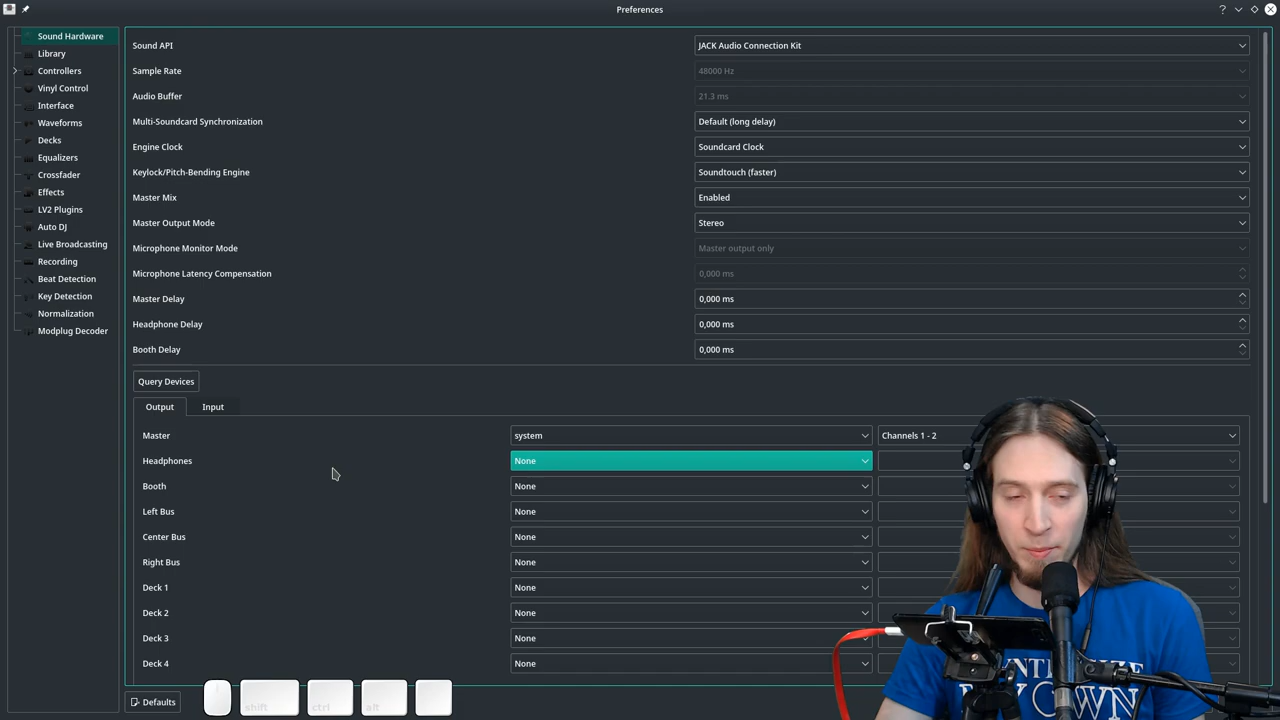 Preferences
?
Sound Hardware
Library
Controllers
Vinyl Control
Interface
Waveforms
Decks
Equalizers
Crossfader
Effects
LV2 Plugins
Auto DJ
Live Broadcasting
Recording
Beat Detection
Key Detection
Normalization
Modplug Decoder
Sound API JACK Audio Connection Kit
Sample Rate 48000 Hz
Audio Buffer 21.3 ms
Multi-Soundcard Synchronization Default (long delay)
Engine Clock Soundcard Clock
Keylock/Pitch-Bending Engine Soundtouch (faster)
Master Mix Enabled
Master Output Mode Stereo
Microphone Monitor Mode Master output only
Microphone Latency Compensation 0,000 ms
Master Delay 0,000 ms
Headphone Delay 0,000 ms
Booth Delay 0,000 ms
Query Devices
Output Input
Master system Channels 1 - 2
Headphones None
Booth None
Left Bus None
Center Bus None
Right Bus None
Deck 1 None
Deck 2 None
Deck 3 None
Deck 4 None
Defaults
shift ctrl alt